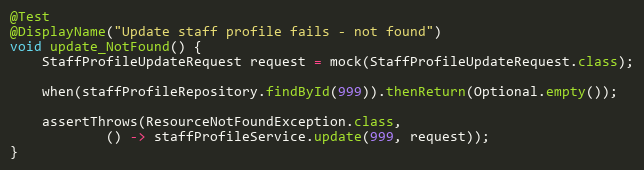 @Test
@DisplayName("Update staff profile fails - not found")
void update_NotFound() {
    StaffProfileUpdateRequest request = mock(StaffProfileUpdateRequest.class);
    when(staffProfileRepository.findById(999)).thenReturn(Optional.empty());
    assertThrows(ResourceNotFoundException.class,
            () -> staffProfileService.update(999, request));
}